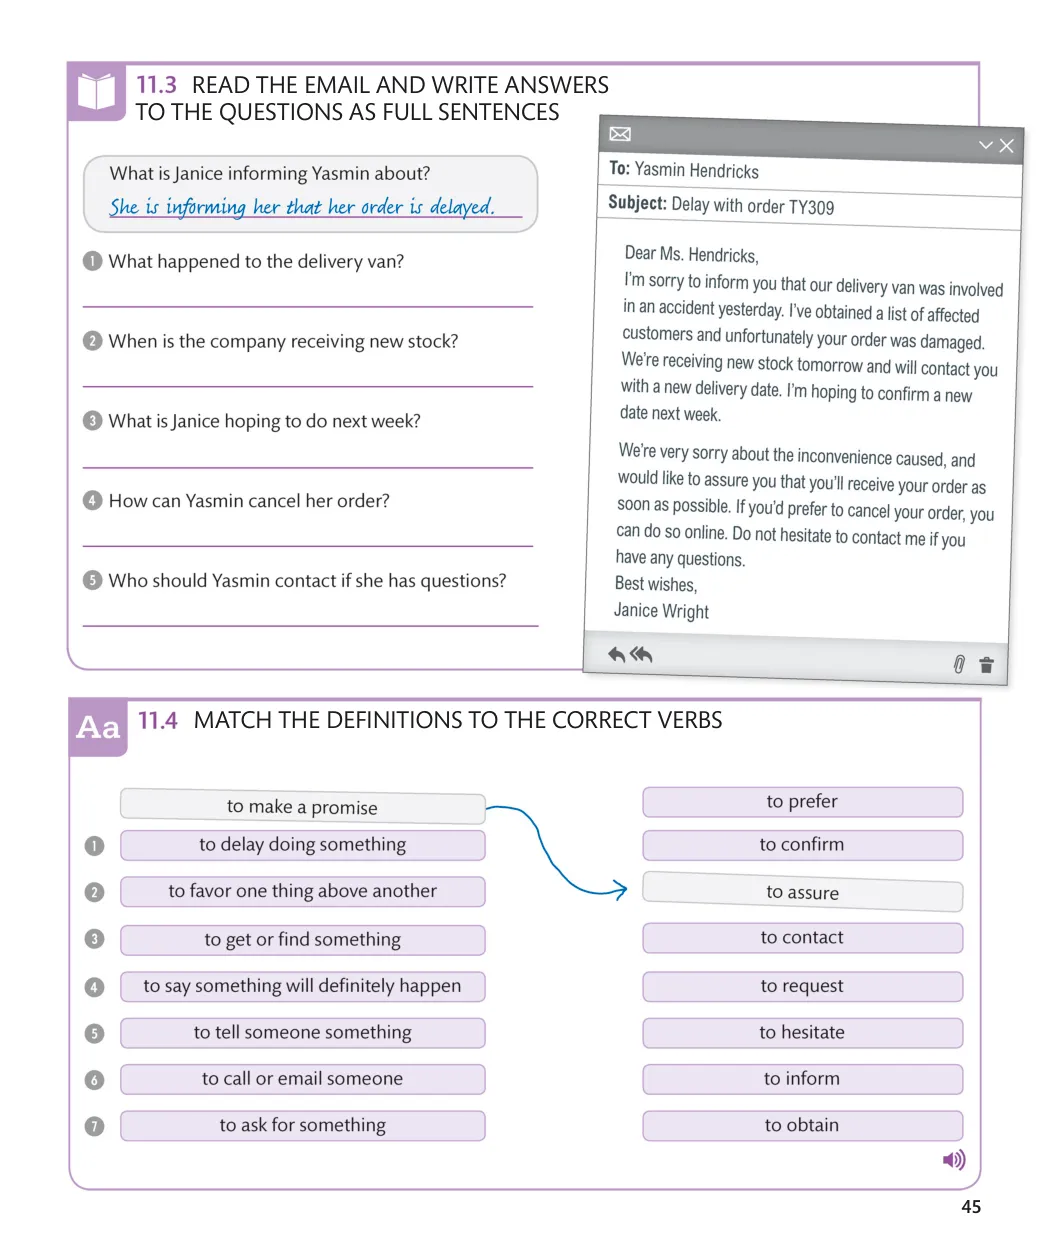 11.3 READ THE EMAIL AND WRITE ANSWERS
TO THE QUESTIONS AS FULL SENTENCES
What is Janice informing Yasmin about?
She is informing her that her order is delayed.
1 What happened to the delivery van?
2 When is the company receiving new stock?
3 What is Janice hoping to do next week?
4 How can Yasmin cancel her order?
5 Who should Yasmin contact if she has questions?
To: Yasmin Hendricks
Subject: Delay with order TY309
Dear Ms. Hendricks,
I'm sorry to inform you that our delivery van was involved
in an accident yesterday. I've obtained a list of affected
customers and unfortunately your order was damaged.
We're receiving new stock tomorrow and will contact you
with a new delivery date. I'm hoping to confirm a new
date next week.
We're very sorry about the inconvenience caused, and
would like to assure you that you'll receive your order as
soon as possible. If you'd prefer to cancel your order, you
can do so online. Do not hesitate to contact me if you
have any questions.
Best wishes,
Janice Wright
Aa 11.4 MATCH THE DEFINITIONS TO THE CORRECT VERBS
to make a promise
1 to delay doing something
2 to favor one thing above another
3 to get or find something
4 to say something will definitely happen
5 to tell someone something
6 to call or email someone
7 to ask for something
to prefer
to confirm
to assure
to contact
to request
to hesitate
to inform
to obtain
45